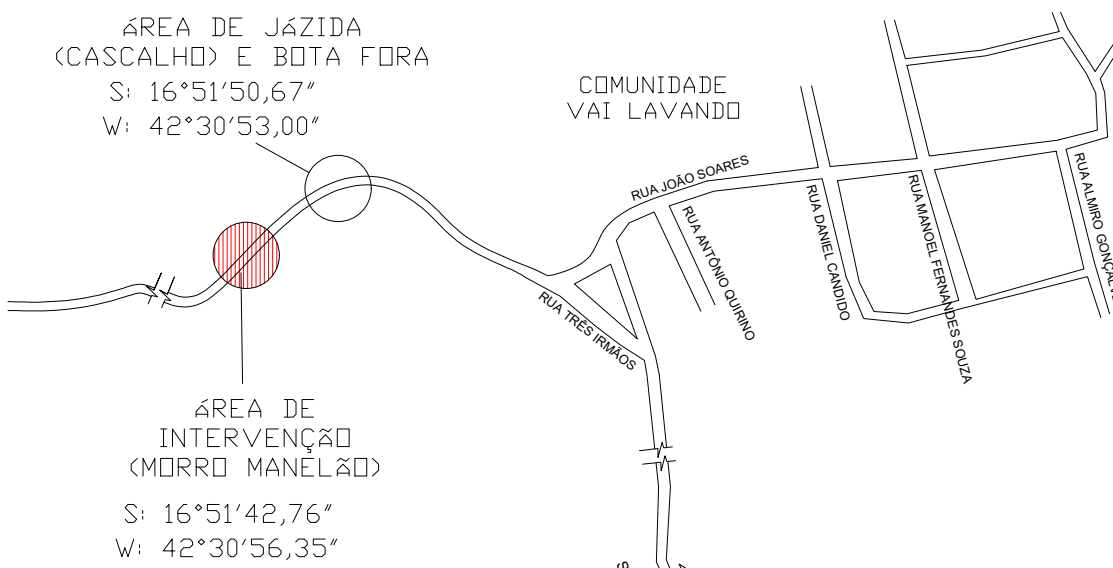 áREA DE JáZIDA
(CASCALHO) E BOTA FORA
S: 16°51'50,67"
W: 42°30'53,00"
COMUNIDADE
VAI LAVANDO
RUA JOÃO SOARES
RUA ANTÔNIO QUIRINO
RUA DANIEL CANDIDO
RUA MANOEL FERNANDES SOUZA
RUA ALMIRO
RUA TRÊS IRMÃOS
áREA DE
INTERVENÇÃO
(MORRO MANELÃO)
S: 16°51'42,76"
W: 42°30'56,35"